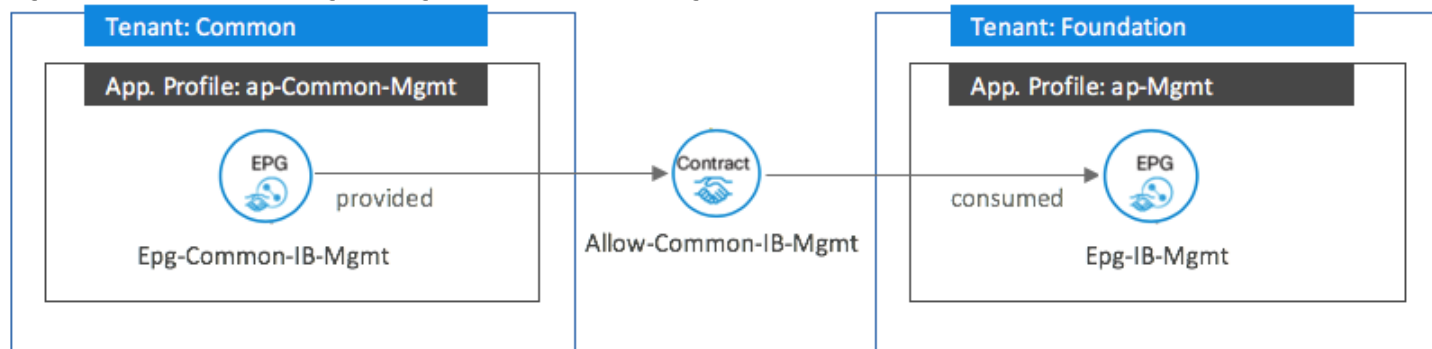 Tenant: Common
App. Profile: ap-Common-Mgmt
EPG
provided
Epg-Common-IB-Mgmt
Contract
Allow-Common-IB-Mgmt
Tenant: Foundation
App. Profile: ap-Mgmt
consumed
EPG
Epg-IB-Mgmt